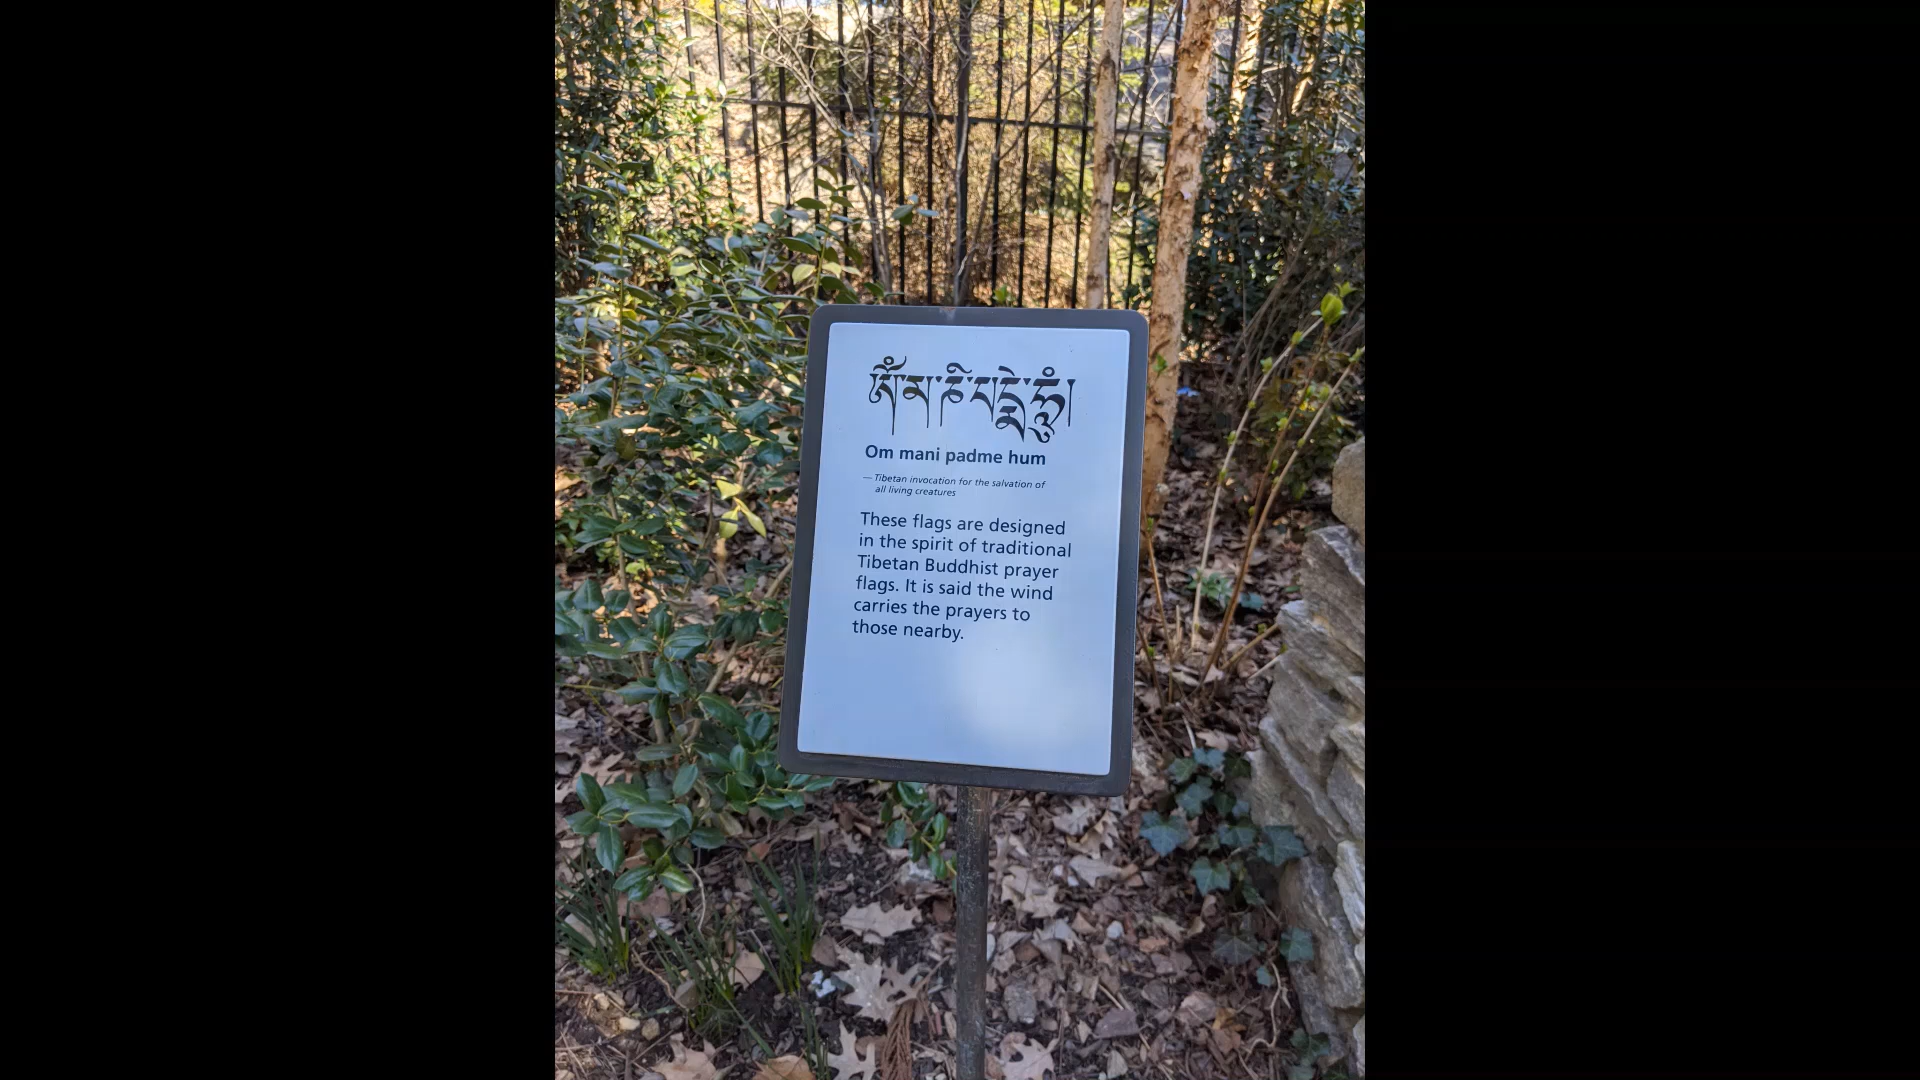 ཨོཾ་མ་ཎི་པདྨེ་ཧཱུྃ།
Om mani padme hum
— Tibetan invocation for the salvation of
all living creatures
These flags are designed
in the spirit of traditional
Tibetan Buddhist prayer
flags. It is said the wind
carries the prayers to
those nearby.